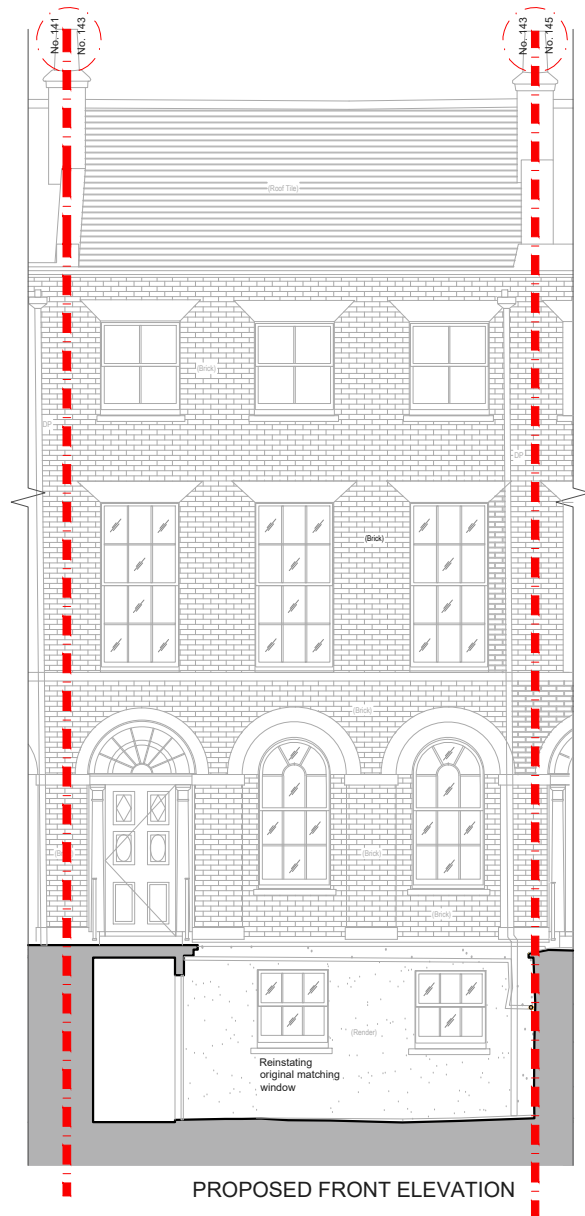 No. 141
No. 143
No. 143
No. 145
(Roof Tile)
(Brick)
DP
DP
(Brick)
(Brick)
(Brick)
(Brick)
(Render)
Reinstating
original matching
window
PROPOSED FRONT ELEVATION